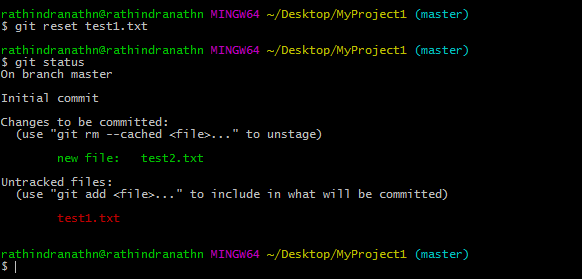 rathindranathn@rathindranathn MINGW64 ~/Desktop/MyProject1 (master)
$ git reset test1.txt
rathindranathn@rathindranathn MINGW64 ~/Desktop/MyProject1 (master)
$ git status
On branch master
Initial commit
Changes to be committed:
(use "git rm --cached <file>..." to unstage)
new file: test2.txt
Untracked files:
(use "git add <file>..." to include in what will be committed)
test1.txt
rathindranathn@rathindranathn MINGW64 ~/Desktop/MyProject1 (master)
$